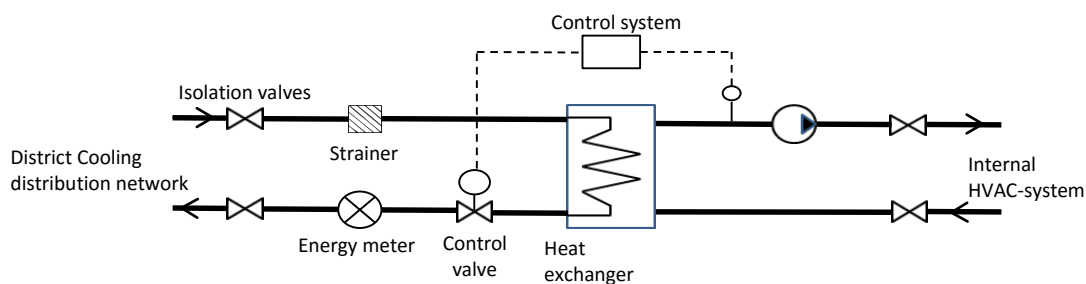 Control system
Isolation valves
Strainer
District Cooling
distribution network
Internal
HVAC-system
Energy meter
Control
valve
Heat
exchanger